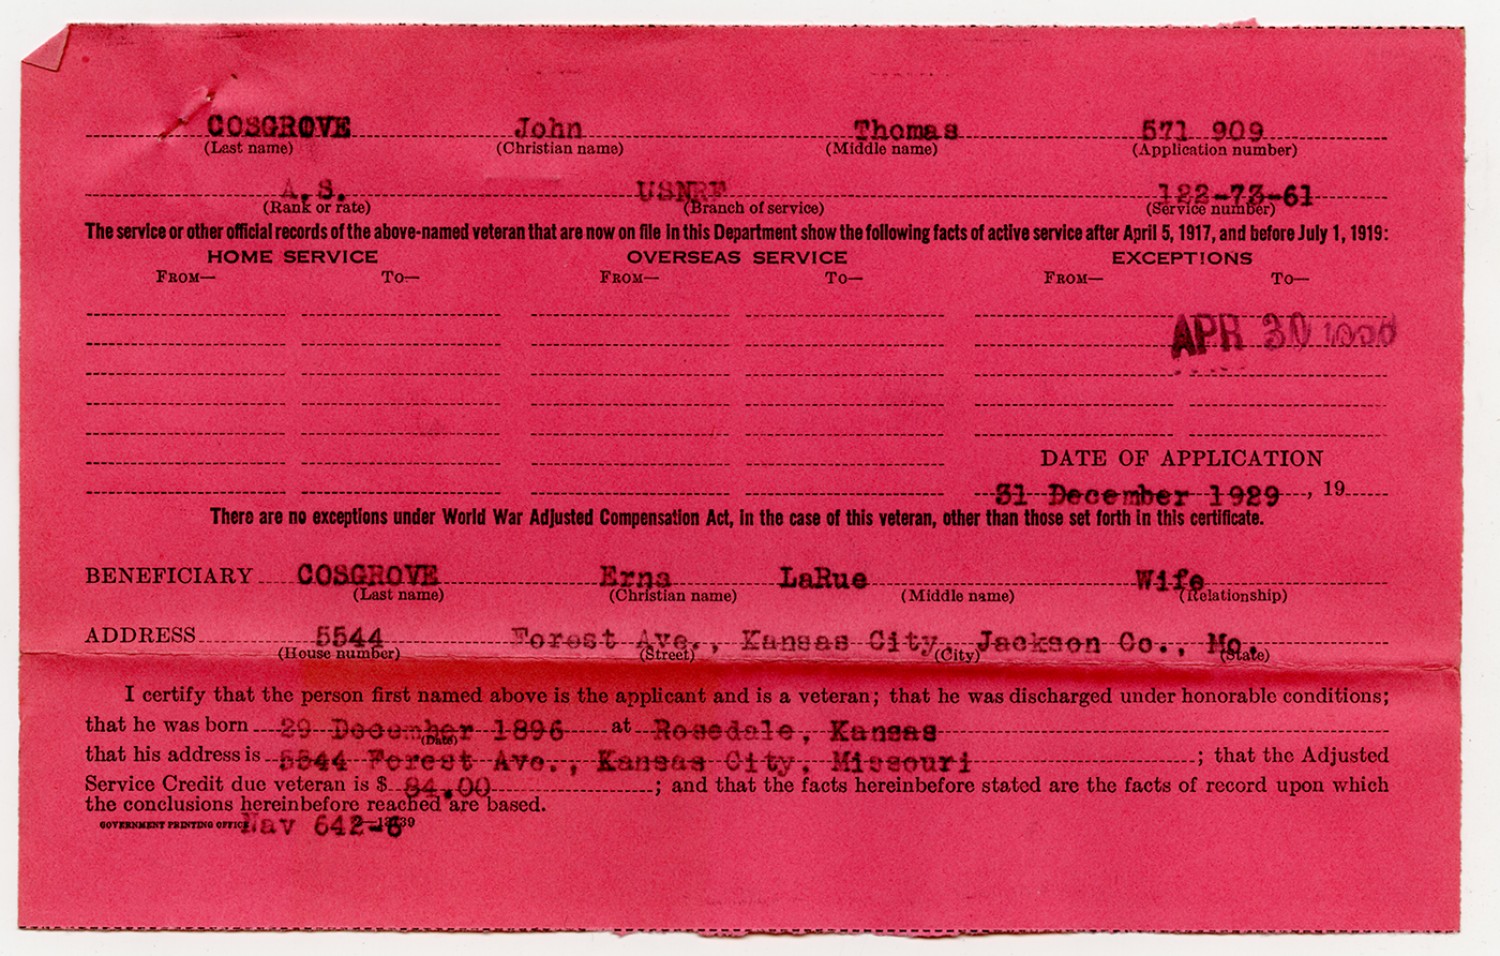 COSGROVE John Thomas 571 909
(Last name) (Christian name) (Middle name) (Application number)
A.S. USNRF 122-73-61
(Rank or rate) (Branch of service) (Service number)
The service or other official records of the above-named veteran that are now on file in this Department show the following facts of active service after April 5, 1917, and before July 1, 1919:
HOME SERVICE OVERSEAS SERVICE EXCEPTIONS
FROM— TO— FROM— TO— FROM— TO—
APR 30
DATE OF APPLICATION
31 December 1929, 19
There are no exceptions under World War Adjusted Compensation Act, in the case of this veteran, other than those set forth in this certificate.
BENEFICIARY COSGROVE Erna LaRue Wife
(Last name) (Christian name) (Middle name) (Relationship)
ADDRESS 5544 Forest Ave., Kansas City, Jackson Co., Mo.
(House number) (Street) (City) (State)
I certify that the person first named above is the applicant and is a veteran; that he was discharged under honorable conditions;
that he was born 29 December 1896 at Rosedale, Kansas
(Date)
that his address is 5544 Forest Ave., Kansas City, Missouri ; that the Adjusted
Service Credit due veteran is $ 84.00 ; and that the facts hereinbefore stated are the facts of record upon which
the conclusions hereinbefore reached are based.
GOVERNMENT PRINTING OFFICE Nav 642-6